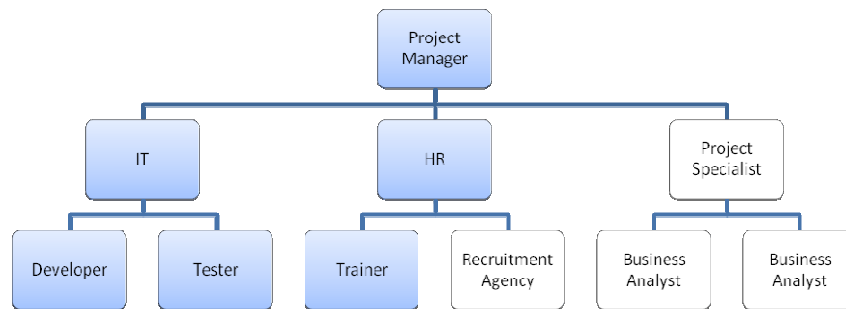 Project
Manager
IT
HR
Project
Specialist
Developer
Tester
Trainer
Recruitment
Agency
Business
Analyst
Business
Analyst